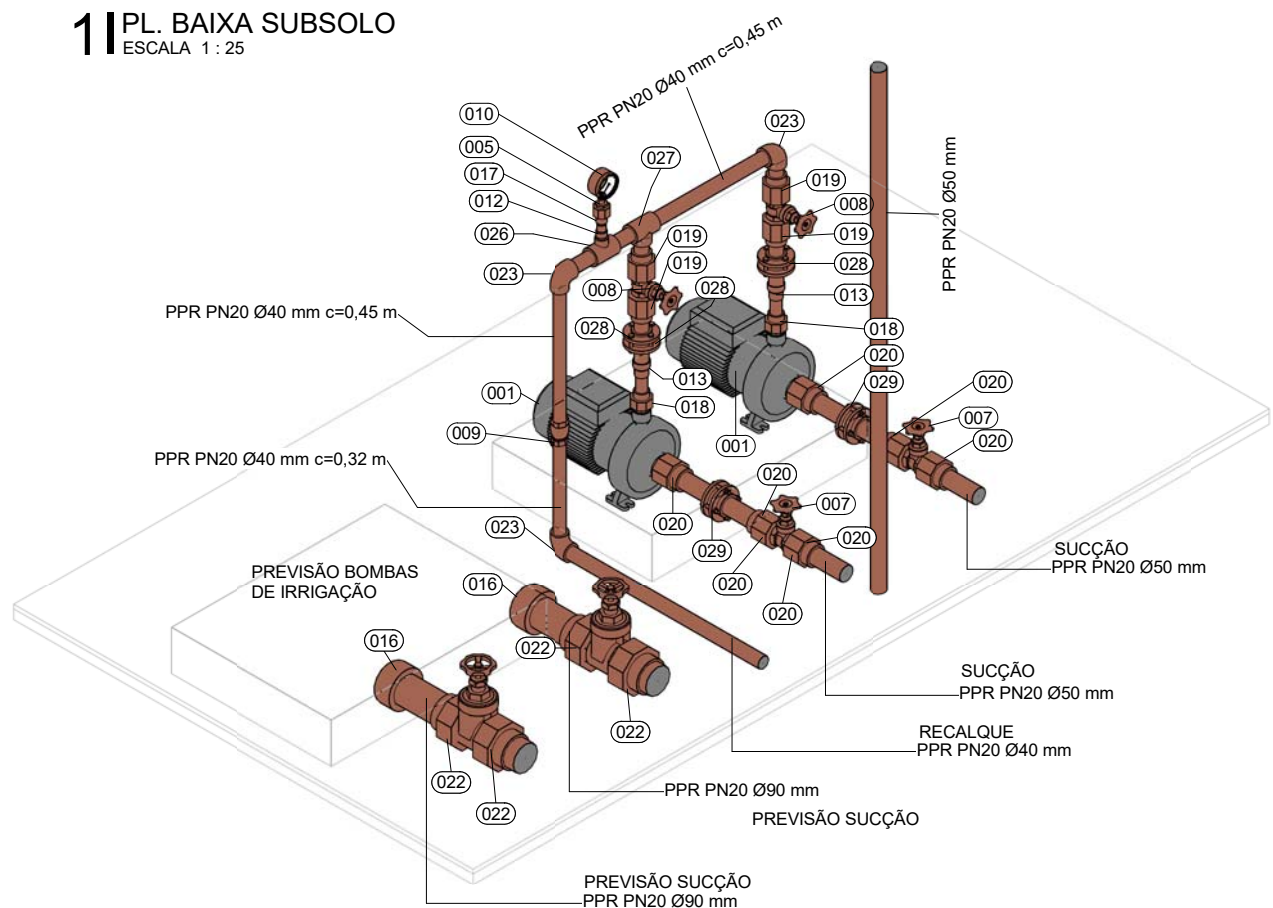 1 PL. BAIXA SUBSOLO
ESCALA 1 : 25
PPR PN20 Ø40 mm c=0,45 m
010
023
005
027
017
019
012
008
026
019
019
023
019
028
008
028
013
PPR PN20 Ø50 mm
PPR PN20 Ø40 mm c=0,45 m
028
018
020
013
029
020
001
018
007
009
001
020
PPR PN20 Ø40 mm c=0,32 m
020
020
007
023
029
020
020
020
SUCÇÃO
PPR PN20 Ø50 mm
PREVISÃO BOMBAS
DE IRRIGAÇÃO
016
016
022
SUCÇÃO
PPR PN20 Ø50 mm
022
RECALQUE
PPR PN20 Ø40 mm
022
PPR PN20 Ø90 mm
022
PREVISÃO SUCÇÃO
PREVISÃO SUCÇÃO
PPR PN20 Ø90 mm